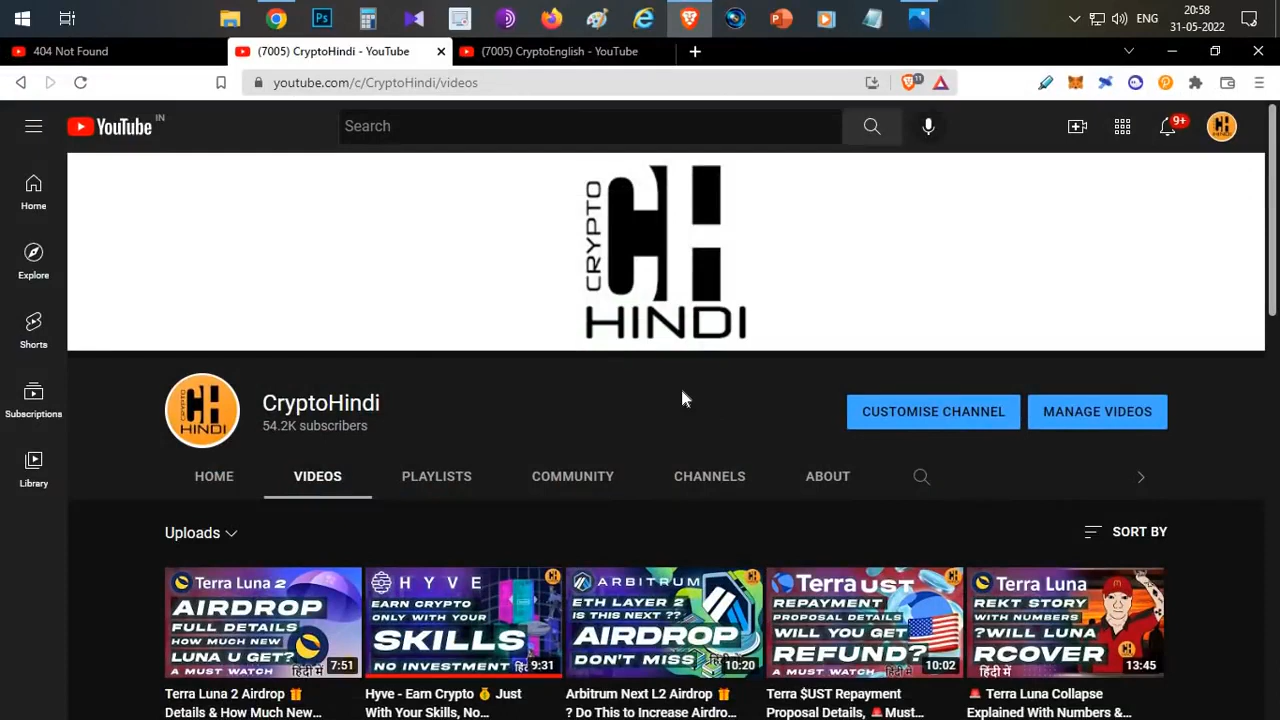 20:58
ENG
31-05-2022
404 Not Found
(7005) CryptoHindi - YouTube
(7005) CryptoEnglish - YouTube
youtube.com/c/CryptoHindi/videos
11
YouTube IN
Search
9+
Home
Explore
Shorts
Subscriptions
Library
CRYPTO
CH
HINDI
CRYPTO
CH
HINDI
CryptoHindi
54.2K subscribers
CUSTOMISE CHANNEL
MANAGE VIDEOS
HOME
VIDEOS
PLAYLISTS
COMMUNITY
CHANNELS
ABOUT
Uploads
SORT BY
Terra Luna 2
AIRDROP
FULL DETAILS
HOW MUCH NEW
LUNA U GET?
A MUST WATCH
हिंदी में
7:51
Terra Luna 2 Airdrop
Details & How Much New...
HYVE
EARN CRYPTO
ONLY WITH YOUR
SKILLS
NO INVESTMENT
9:31
Hyve - Earn Crypto Just
With Your Skills, No...
ARBITRUM
ETH LAYER 2
IS THIS NEXT ??
AIRDROP
DON'T MISS
10:20
Arbitrum Next L2 Airdrop
? Do This to Increase Airdro...
Terra UST
REPAYMENT
PROPOSAL DETAILS
WILL YOU GET
REFUND?
A MUST WATCH
10:02
Terra $UST Repayment
Proposal Details, Must...
Terra Luna
REKT STORY
WITH NUMBERS
?WILL LUNA
RCOVER
हिंदी में
13:45
Terra Luna Collapse
Explained With Numbers &...